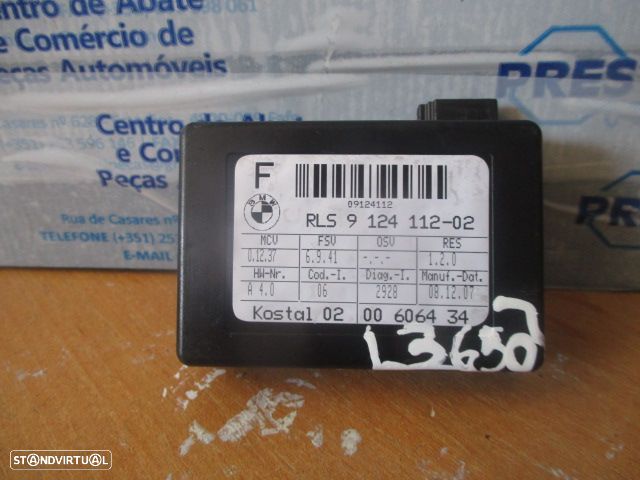 Centro de Abate
e Comércio de
Peças Automóveis
PRES
Centro de
e Com
Peças
Rua de Casares nº
TELEFONE (+351) 25
E-MAIL
F
09124112
BMW
RLS 9 124 112-02
MCV FSV OSV RES
0.12.37 6.9.41 -.-.- 1.2.0
HW-Nr. Cod.-I. Diag.-I. Manuf.-Dat.
A 4.0 06 2928 08.12.07
Kostal 02 00 6064 34
L3650
STANDVIRTUAL